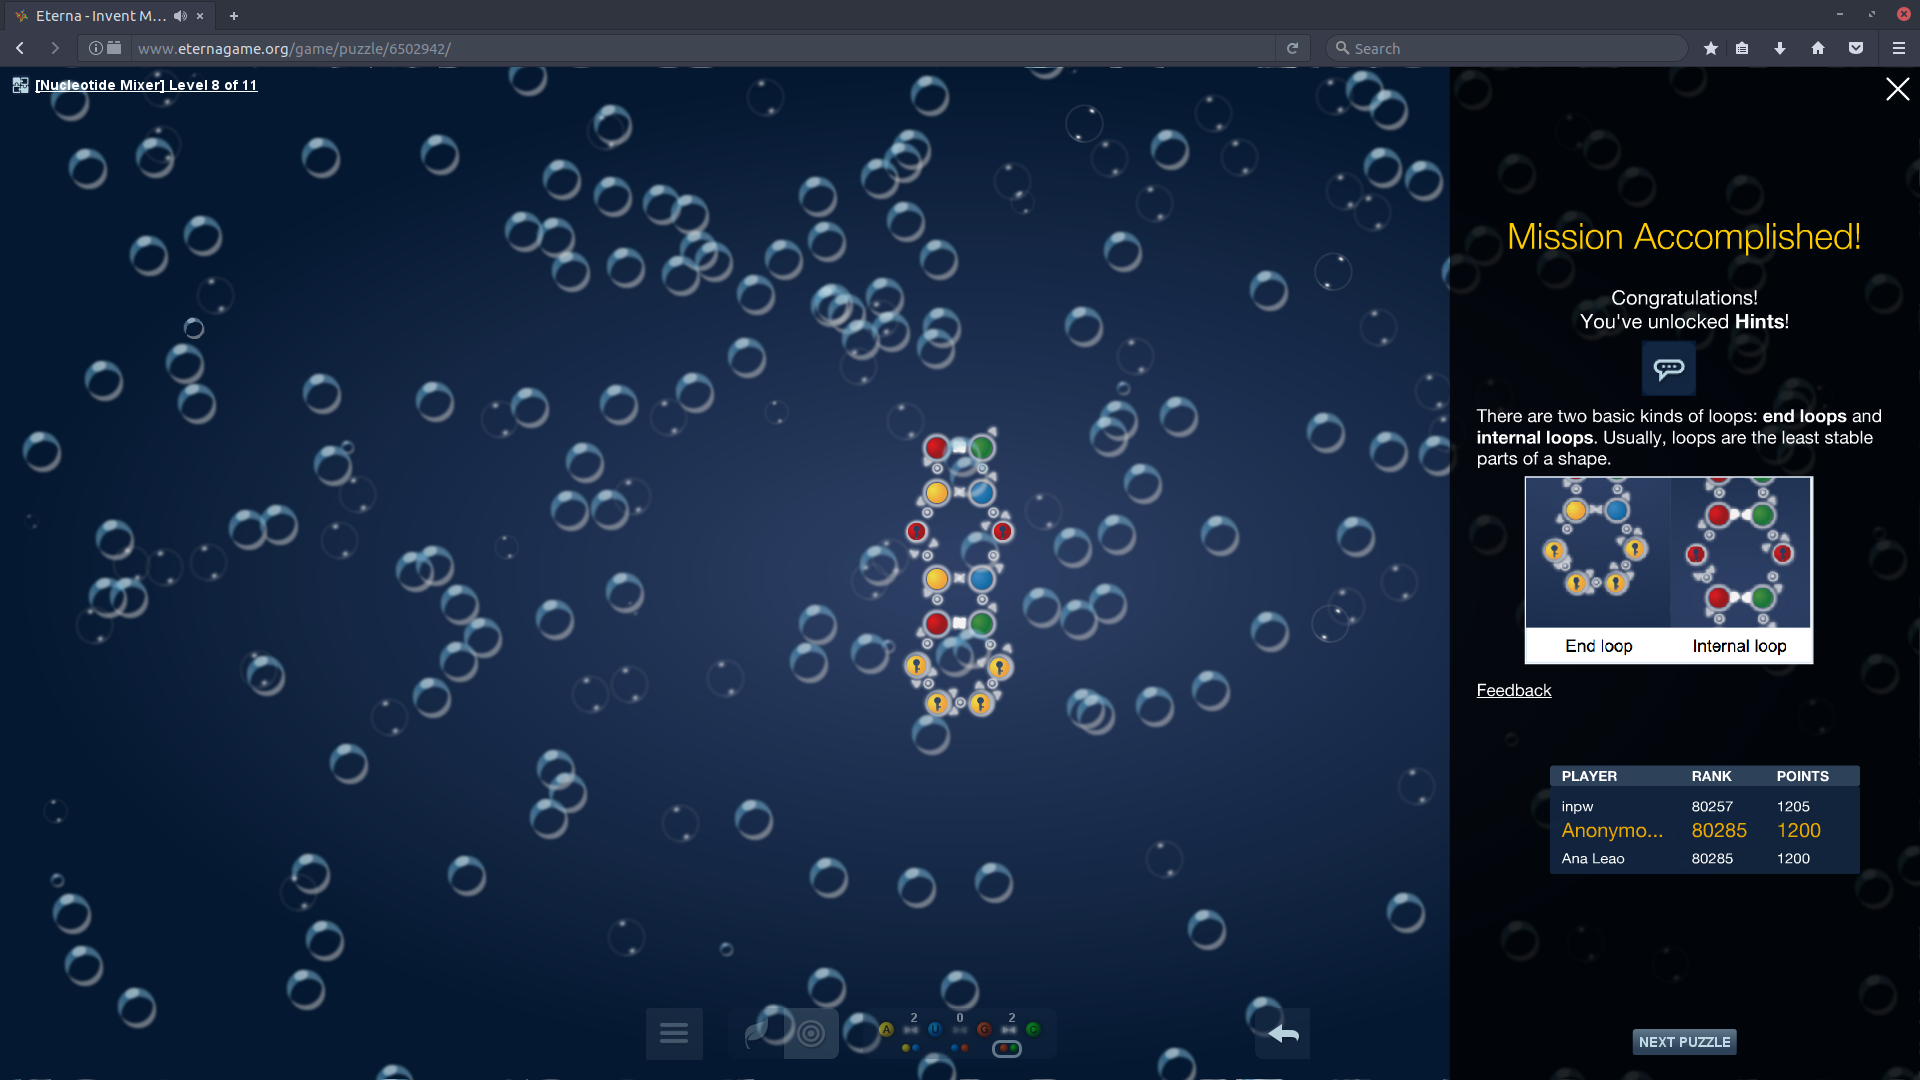 Eterna - Invent M...
www.eternagame.org/game/puzzle/6502942/
Search
[Nucleotide Mixer] Level 8 of 11
Mission Accomplished!
Congratulations!
You've unlocked Hints!
There are two basic kinds of loops: end loops and
internal loops. Usually, loops are the least stable
parts of a shape.
End loop
Internal loop
Feedback
PLAYER RANK POINTS
inpw 80257 1205
Anonymo... 80285 1200
Ana Leao 80285 1200
2 0 2
A U G C
NEXT PUZZLE